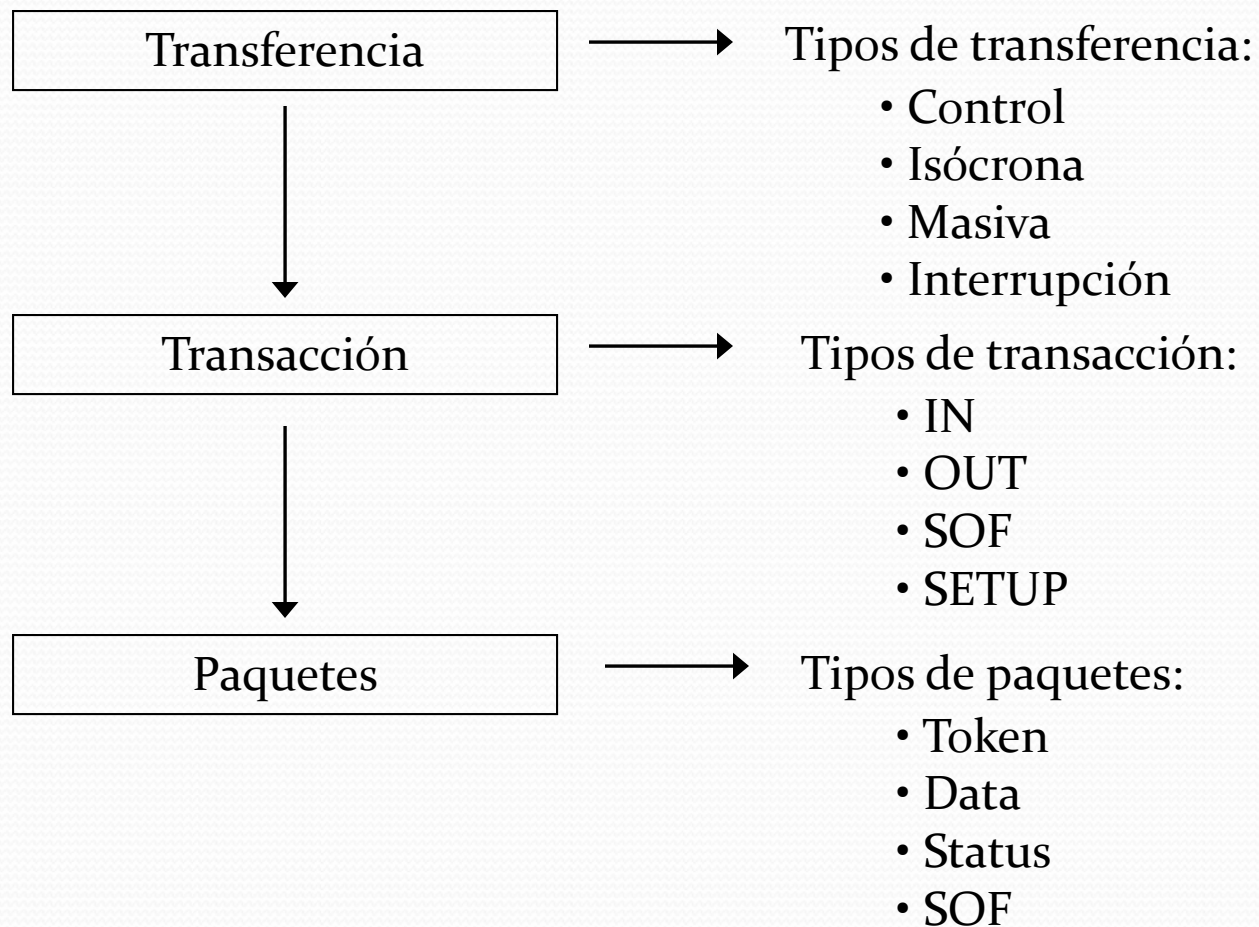 Transferencia
Tipos de transferencia:
• Control
• Isócrona
• Masiva
• Interrupción
Transacción
Tipos de transacción:
• IN
• OUT
• SOF
• SETUP
Paquetes
Tipos de paquetes:
• Token
• Data
• Status
• SOF